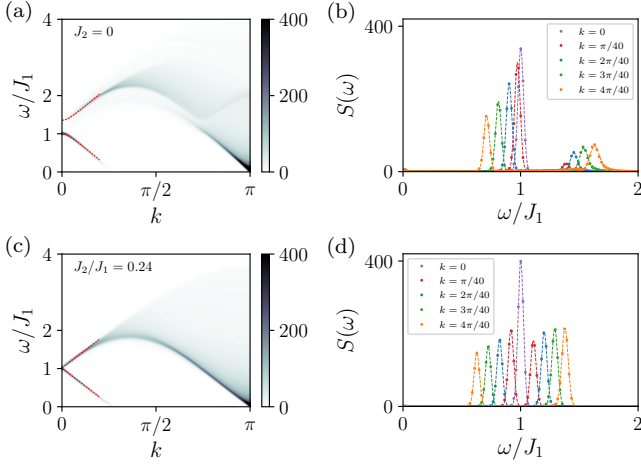 (a)
J₂ = 0
ω/J₁
4
3
2
1
0
0
π/2
π
k
400
200
0
(b)
S(ω)
400
0
0
1
2
ω/J₁
k = 0
k = π/40
k = 2π/40
k = 3π/40
k = 4π/40
(c)
J₂/J₁ = 0.24
ω/J₁
4
3
2
1
0
0
π/2
π
k
400
200
0
(d)
S(ω)
400
0
0
1
2
ω/J₁
k = 0
k = π/40
k = 2π/40
k = 3π/40
k = 4π/40